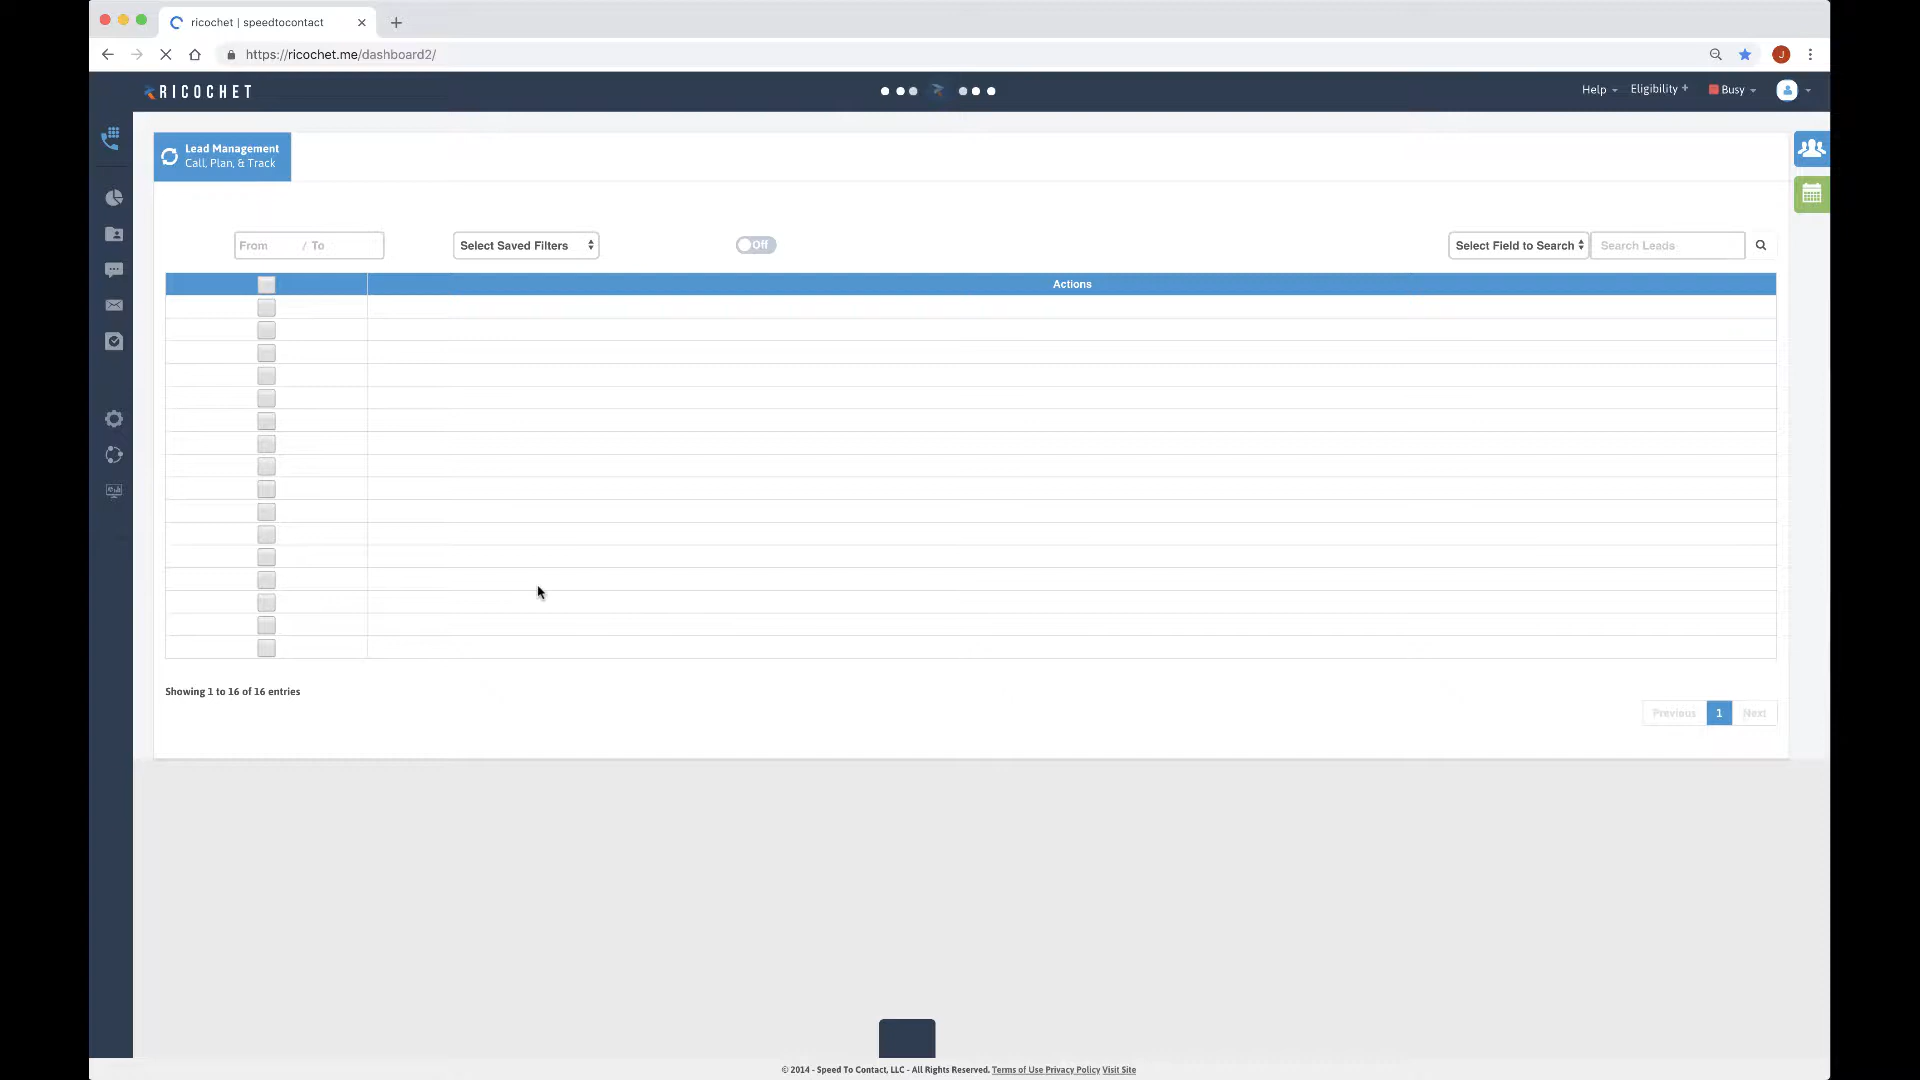 ricochet | speedtocontact
https://ricochet.me/dashboard2/
J
RICOCHET
Help
Eligibility +
Busy
Lead Management
Call, Plan, & Track
From / To
Select Saved Filters
Off
Select Field to Search
Search Leads
Actions
Showing 1 to 16 of 16 entries
Previous 1 Next
© 2014 - Speed To Contact, LLC - All Rights Reserved. Terms of Use Privacy Policy Visit Site